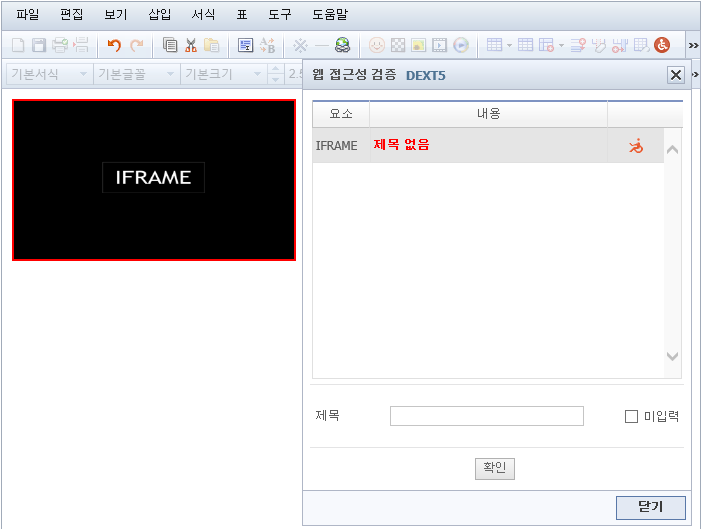 파일 편집 보기 삽입 서식 표 도구 도움말
기본서식 기본글꼴 기본크기
웹 접근성 검증 DEXT5
요소 내용
IFRAME 제목 없음
IFRAME
제목 미입력
확인
닫기